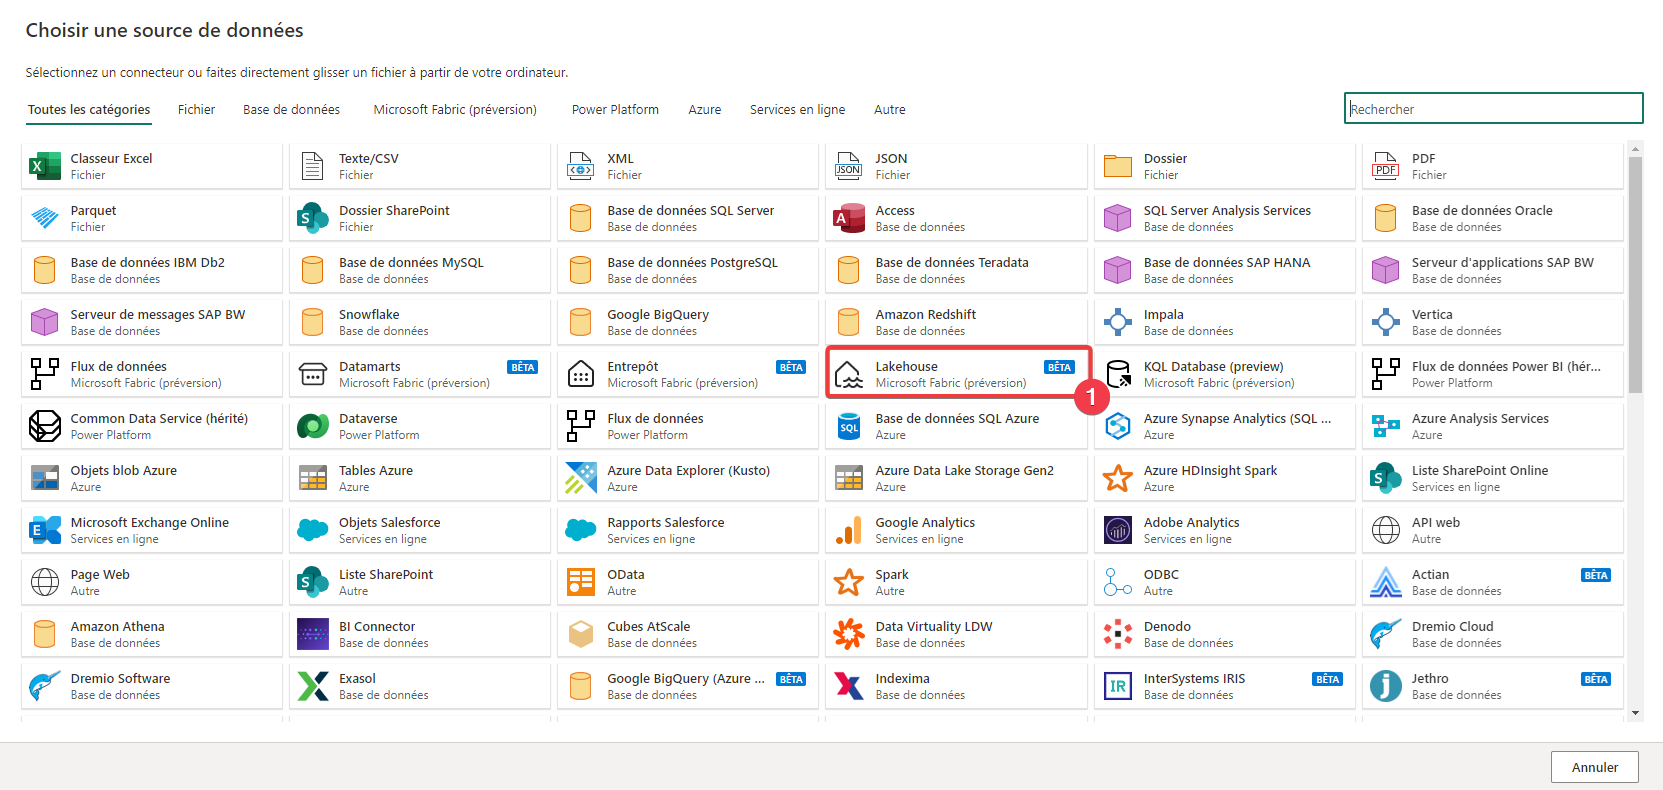 Choisir une source de données
Sélectionnez un connecteur ou faites directement glisser un fichier à partir de votre ordinateur.
Toutes les catégories Fichier Base de données Microsoft Fabric (préversion) Power Platform Azure Services en ligne Autre Rechercher
Classeur Excel Texte/CSV XML JSON Dossier PDF
Fichier Fichier Fichier JSON Fichier Fichier PDF Fichier
Parquet Dossier SharePoint Base de données SQL Server Access SQL Server Analysis Services Base de données Oracle
Fichier Fichier Base de données Base de données Base de données Base de données
Base de données IBM Db2 Base de données MySQL Base de données PostgreSQL Base de données Teradata Base de données SAP HANA Serveur d'applications SAP BW
Base de données Base de données Base de données Base de données Base de données Base de données
Serveur de messages SAP BW Snowflake Google BigQuery Amazon Redshift Impala Vertica
Base de données Base de données Base de données Base de données Base de données Base de données
Flux de données Datamarts BÊTA Entrepôt BÊTA Lakehouse BÊTA KQL Database (preview) Flux de données Power BI (hér...
Microsoft Fabric (préversion) Microsoft Fabric (préversion) Microsoft Fabric (préversion) Microsoft Fabric (préversion) Microsoft Fabric (préversion) Power Platform
1
Common Data Service (hérité) Dataverse Flux de données Base de données SQL Azure Azure Synapse Analytics (SQL ... Azure Analysis Services
Power Platform Power Platform Power Platform SQL Azure Azure Azure
Objets blob Azure Tables Azure Azure Data Explorer (Kusto) Azure Data Lake Storage Gen2 Azure HDInsight Spark Liste SharePoint Online
Azure Azure Azure Azure Azure Services en ligne
Microsoft Exchange Online Objets Salesforce Rapports Salesforce Google Analytics Adobe Analytics API web
Services en ligne Services en ligne Services en ligne Services en ligne Services en ligne Autre
Page Web Liste SharePoint OData Spark ODBC Actian BÊTA
Autre Autre Autre Autre Autre Base de données
Amazon Athena BI Connector Cubes AtScale Data Virtuality LDW Denodo Dremio Cloud
Base de données Base de données Base de données Base de données Base de données Base de données
Dremio Software Exasol Google BigQuery (Azure ... BÊTA Indexima InterSystems IRIS BÊTA Jethro BÊTA
Base de données Base de données Base de données Base de données IR Base de données Base de données
Annuler